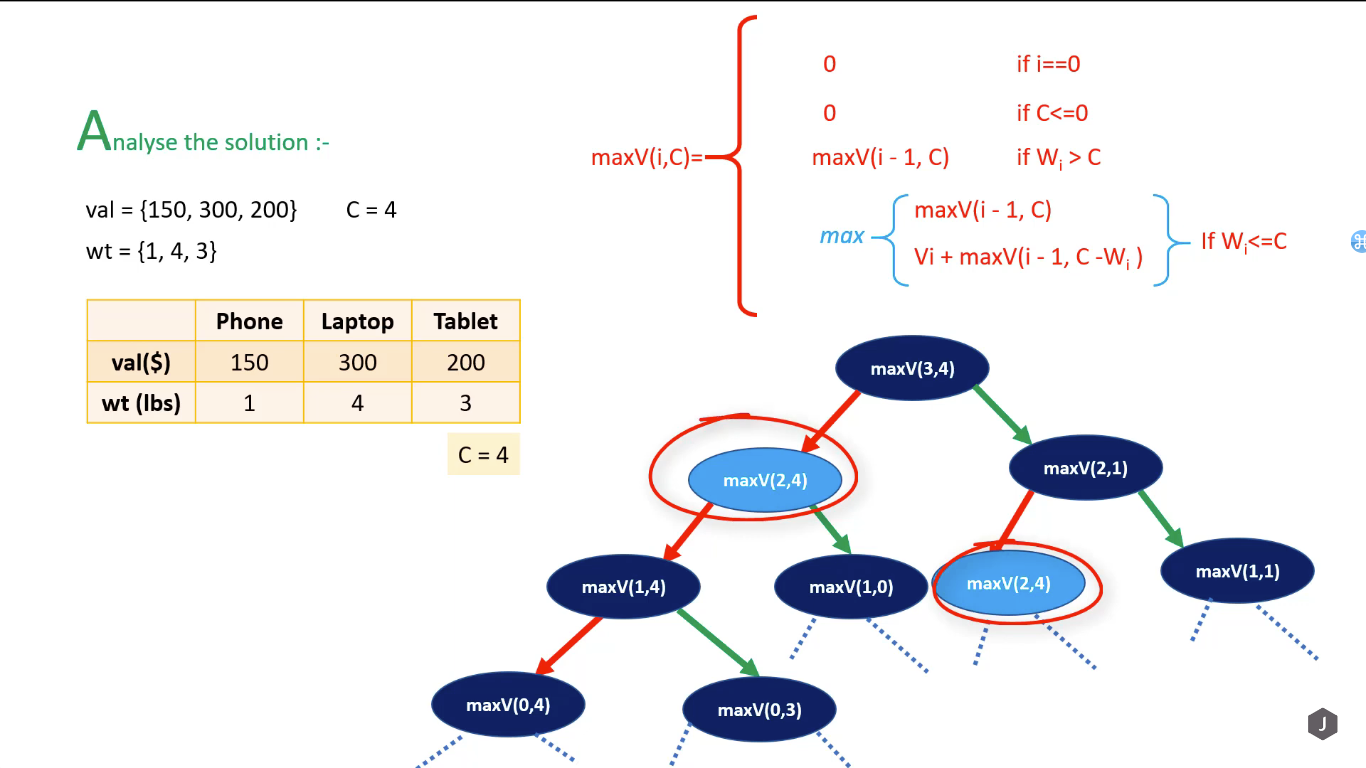 Analyse the solution :-
val = {150, 300, 200} C = 4
wt = {1, 4, 3}
Phone Laptop Tablet
val($) 150 300 200
wt (lbs) 1 4 3
C = 4
maxV(i,C)=
0 if i==0
0 if C<=0
maxV(i - 1, C) if Wi > C
max
maxV(i - 1, C)
Vi + maxV(i - 1, C -Wi )
If Wi<=C
maxV(3,4)
maxV(2,4) maxV(2,1)
maxV(1,4) maxV(1,0) maxV(2,4) maxV(1,1)
maxV(0,4) maxV(0,3)
J